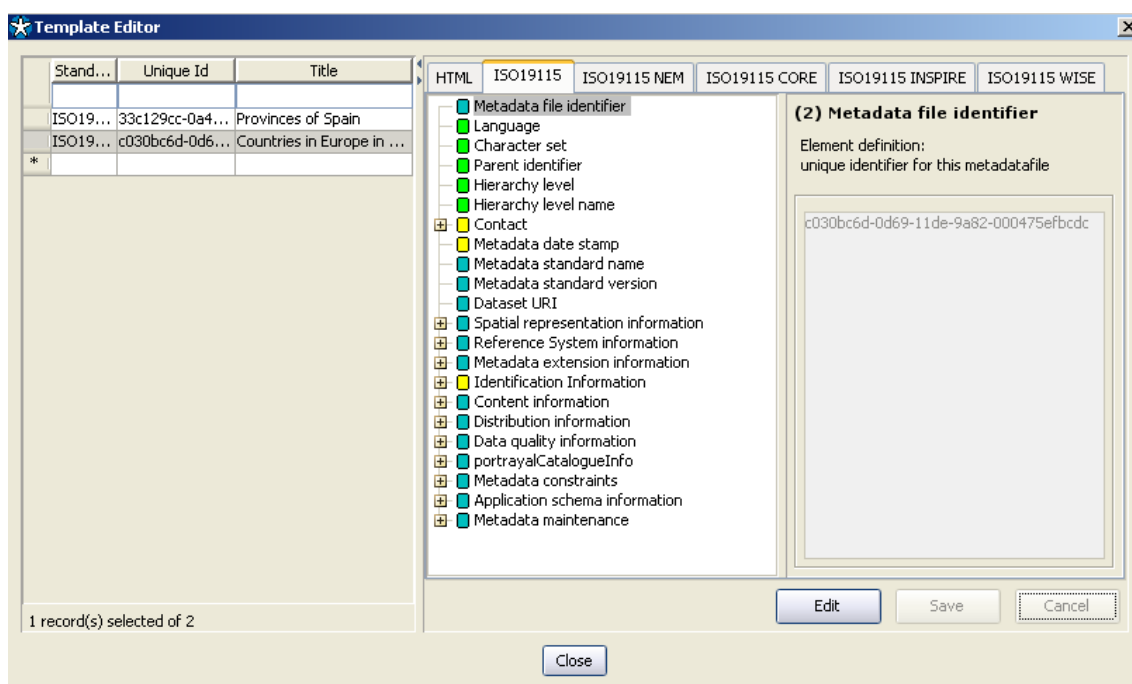 Template Editor
Stand... Unique Id Title
ISO19... 33c129cc-0a4... Provinces of Spain
ISO19... c030bc6d-0d6... Countries in Europe in ...
*
1 record(s) selected of 2
HTML ISO19115 ISO19115 NEM ISO19115 CORE ISO19115 INSPIRE ISO19115 WISE
Metadata file identifier
Language
Character set
Parent identifier
Hierarchy level
Hierarchy level name
Contact
Metadata date stamp
Metadata standard name
Metadata standard version
Dataset URI
Spatial representation information
Reference System information
Metadata extension information
Identification Information
Content information
Distribution information
Data quality information
portrayalCatalogueInfo
Metadata constraints
Application schema information
Metadata maintenance
(2) Metadata file identifier
Element definition:
unique identifier for this metadatafile
c030bc6d-0d69-11de-9a82-000475efbcdc
Edit Save Cancel
Close